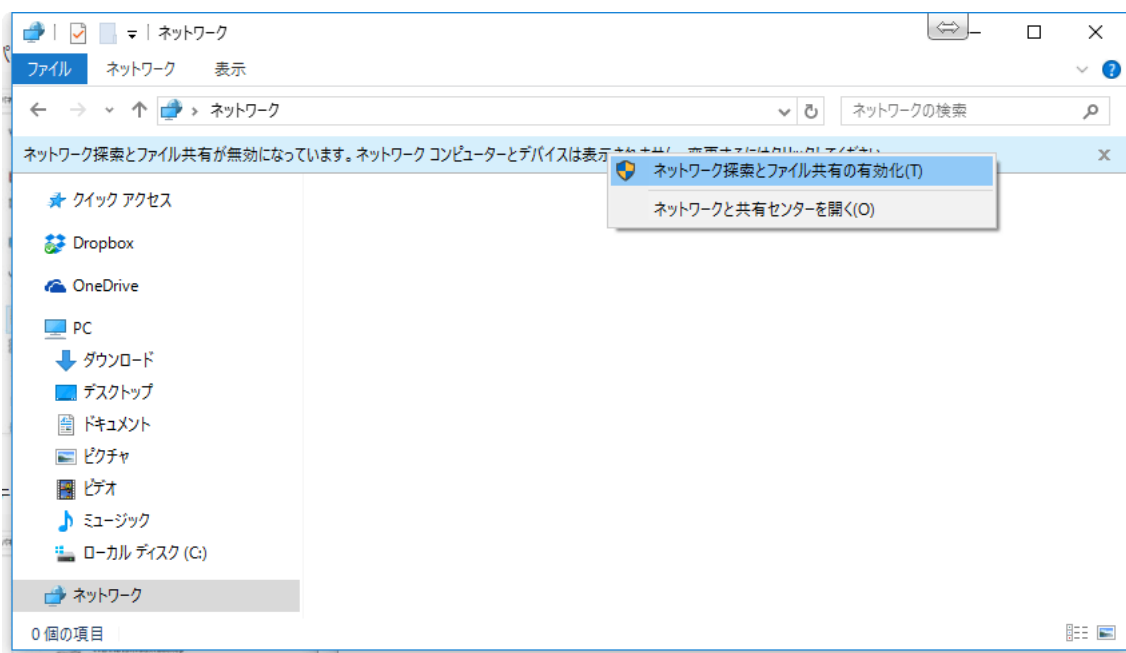 ネットワーク
ファイル ネットワーク 表示
ネットワーク ネットワークの検索
ネットワーク探索とファイル共有が無効になっています。ネットワーク コンピューターとデバイスは表示
ネットワーク探索とファイル共有の有効化(T)
ネットワークと共有センターを開く(O)
クイック アクセス
Dropbox
OneDrive
PC
ダウンロード
デスクトップ
ドキュメント
ピクチャ
ビデオ
ミュージック
ローカル ディスク (C:)
ネットワーク
0 個の項目